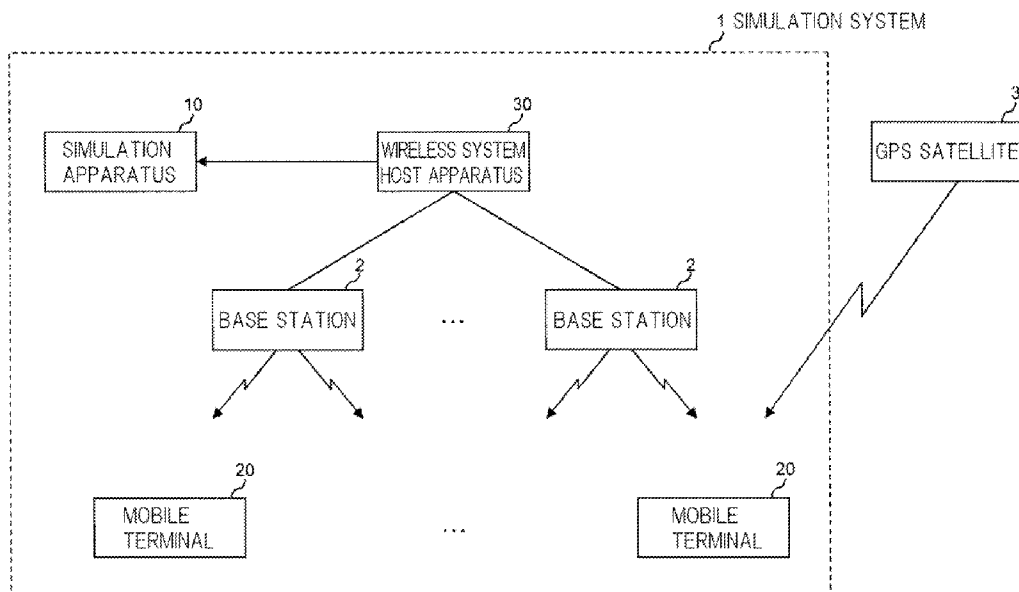 1 SIMULATION SYSTEM
10
SIMULATION
APPARATUS
30
WIRELESS SYSTEM
HOST APPARATUS
3
GPS SATELLITE
2
BASE STATION
...
2
BASE STATION
20
MOBILE
TERMINAL
...
20
MOBILE
TERMINAL